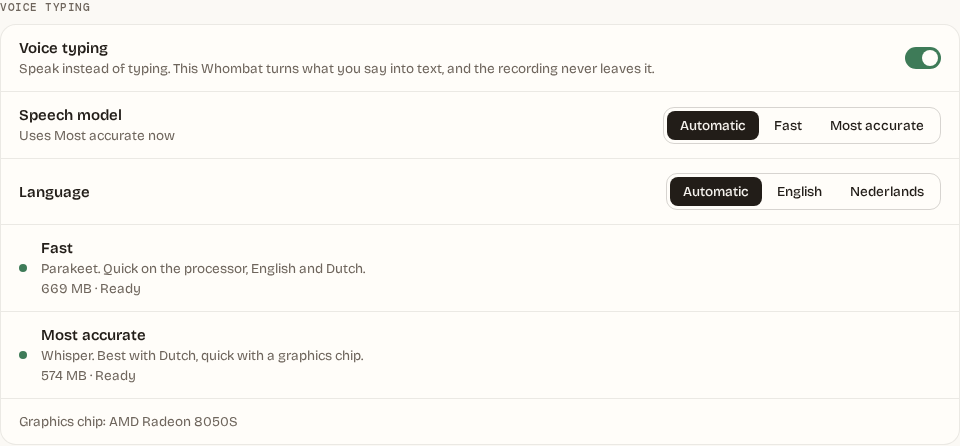 VOICE TYPING
Voice typing
Speak instead of typing. This Whombat turns what you say into text, and the recording never leaves it.
Speech model
Uses Most accurate now
Automatic Fast Most accurate
Language
Automatic English Nederlands
Fast
Parakeet. Quick on the processor, English and Dutch.
669 MB · Ready
Most accurate
Whisper. Best with Dutch, quick with a graphics chip.
574 MB · Ready
Graphics chip: AMD Radeon 8050S